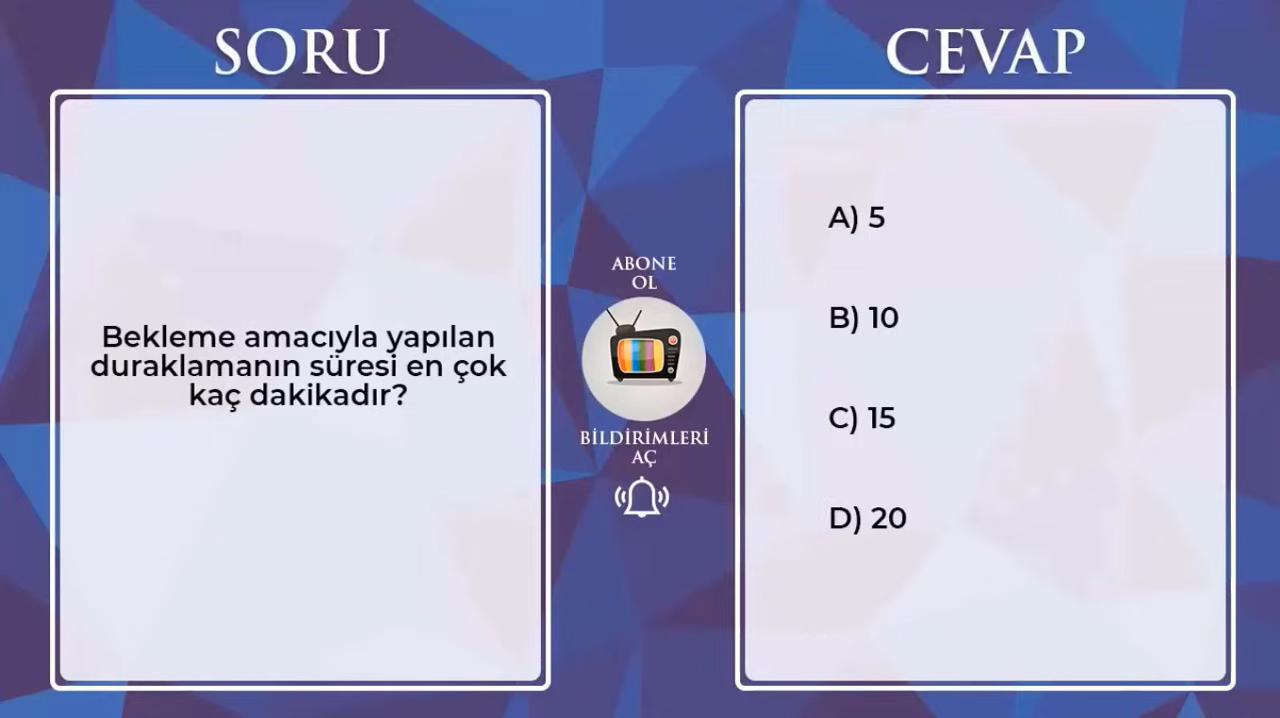 SORU
Bekleme amacıyla yapılan
duraklamanın süresi en çok
kaç dakikadır?
ABONE
OL
BİLDİRİMLERİ
AÇ
CEVAP
A) 5
B) 10
C) 15
D) 20